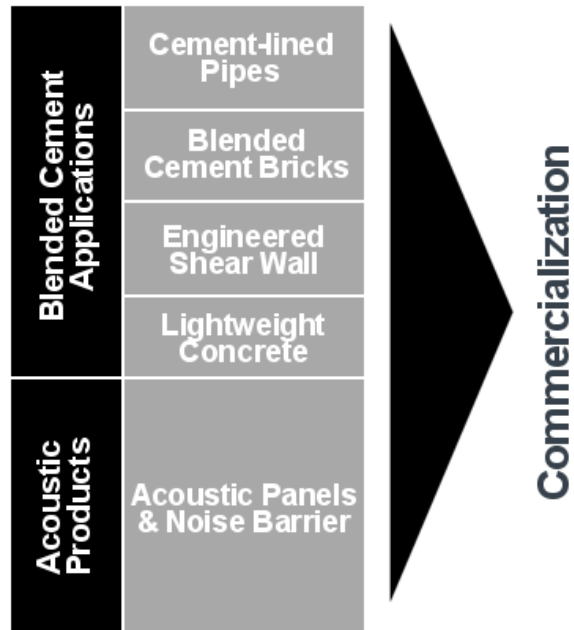 Blended Cement
Applications
Cement-lined
Pipes
Blended
Cement Bricks
Engineered
Shear Wall
Lightweight
Concrete
Acoustic
Products
Acoustic Panels
& Noise Barrier
Commercialization